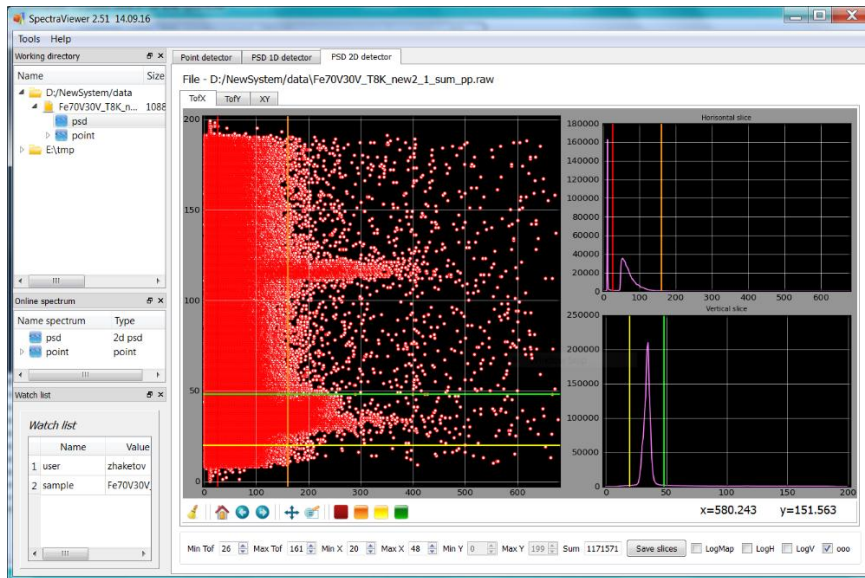 SpectraViewer 2.51 14.09.16
Tools Help
Working directory
Name Size
D:/NewSystem/data
Fe70V30V_T8K_n... 1088
psd
point
E:\tmp
Online spectrum
Name spectrum Type
psd 2d psd
point point
Watch list
Watch list
Name Value
1 user zhaketov
2 sample Fe70V30V_
Point detector PSD 1D detector PSD 2D detector
File - D:/NewSystem/data\Fe70V30V_T8K_new2_1_sum_pp.raw
TofX TofY XY
200
150
100
50
0
0 100 200 300 400 500 600
Horisontal slice
180000
160000
140000
120000
100000
80000
60000
40000
20000
0
0 100 200 300 400 500 600
Vertical slice
250000
200000
150000
100000
50000
0
0 50 100 150 200
x=580.243 y=151.563
Min Tof 26 Max Tof 161 Min X 20 Max X 48 Min Y 0 Max Y 199 Sum 1171571 Save slices LogMap LogH LogV ooo